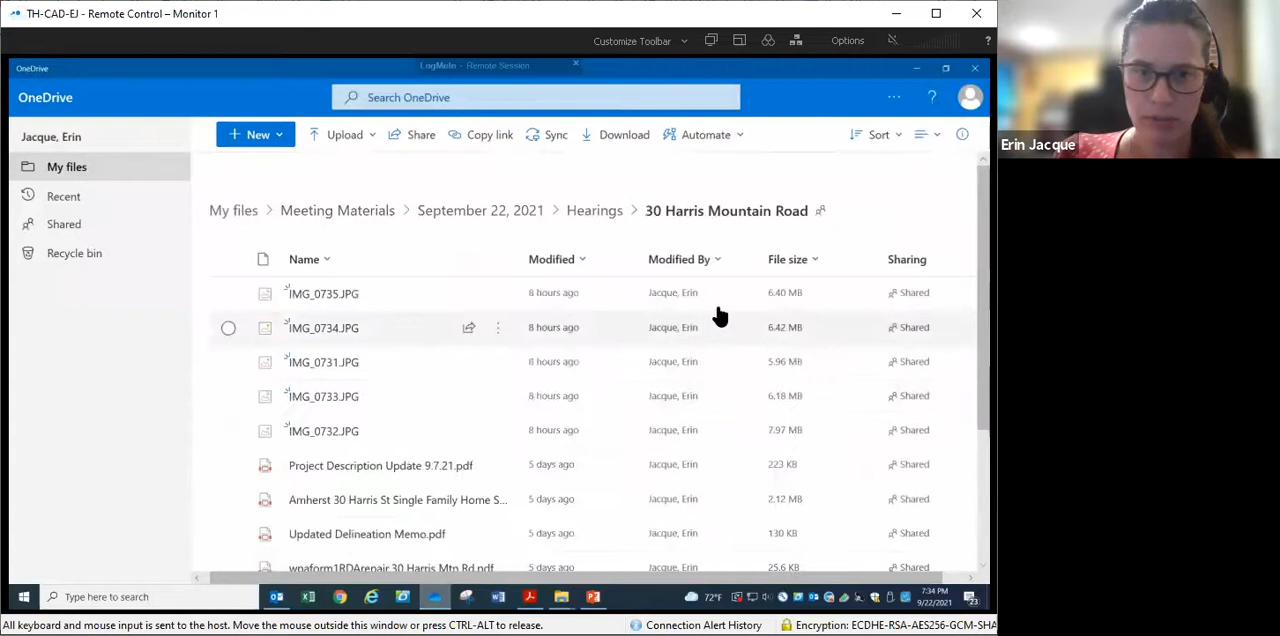 TH-CAD-EJ - Remote Control – Monitor 1
Customize Toolbar
Options
?
OneDrive
LogMeIn - Remote Session
OneDrive
Search OneDrive
... ?
Jacque, Erin
+ New
Upload
Share
Copy link
Sync
Download
Automate
Sort
My files
Recent
Shared
Recycle bin
My files > Meeting Materials > September 22, 2021 > Hearings > 30 Harris Mountain Road
Name Modified Modified By File size Sharing
IMG_0735.JPG 8 hours ago Jacque, Erin 6.40 MB Shared
IMG_0734.JPG 8 hours ago Jacque, Erin 6.42 MB Shared
IMG_0731.JPG 8 hours ago Jacque, Erin 5.96 MB Shared
IMG_0733.JPG 8 hours ago Jacque, Erin 6.18 MB Shared
IMG_0732.JPG 8 hours ago Jacque, Erin 7.97 MB Shared
Project Description Update 9.7.21.pdf 5 days ago Jacque, Erin 223 KB Shared
Amherst 30 Harris St Single Family Home S... 5 days ago Jacque, Erin 2.12 MB Shared
Updated Delineation Memo.pdf 5 days ago Jacque, Erin 130 KB Shared
wpaform1RDArepair 30 Harris Mtn Rd.pdf 5 days ago Jacque, Erin 25.6 KB Shared
Type here to search
72°F
7:34 PM
9/22/2021
23
All keyboard and mouse input is sent to the host. Move the mouse outside this window or press CTRL-ALT to release.
Connection Alert History
Encryption: ECDHE-RSA-AES256-GCM-SHA
Erin Jacque